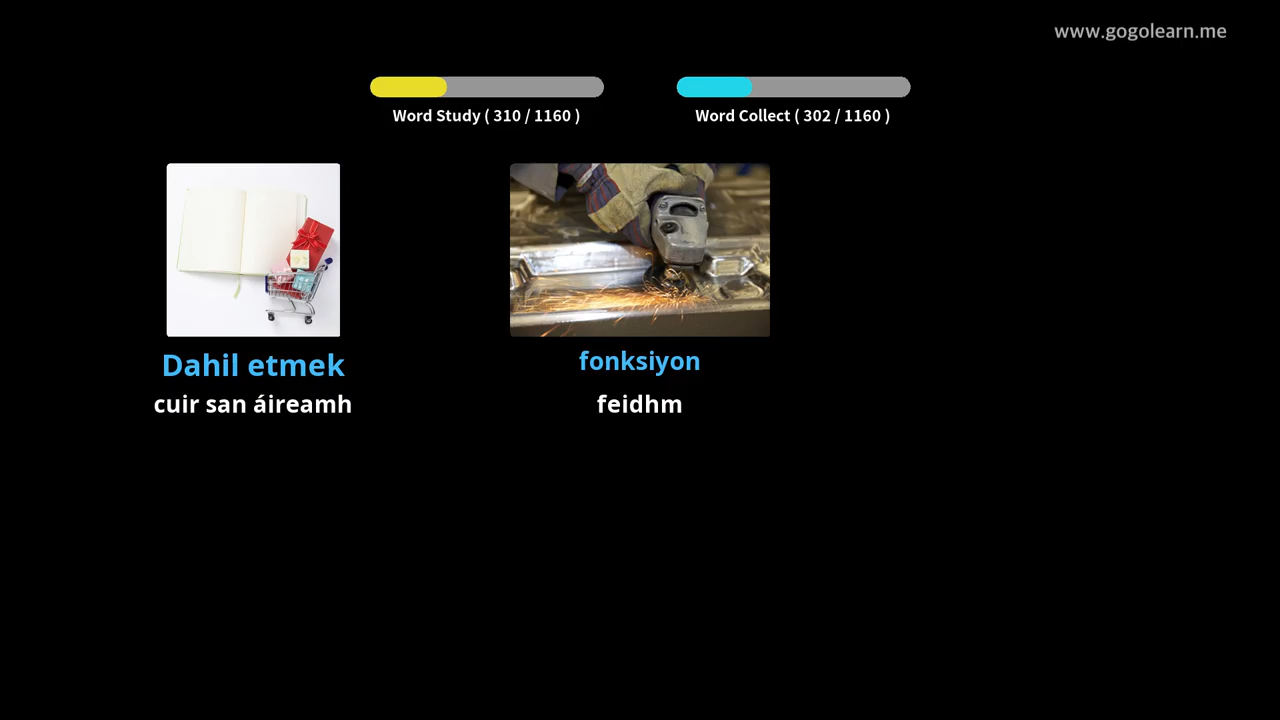 www.gogolearn.me
Word Study ( 310 / 1160 )
Word Collect ( 302 / 1160 )
Dahil etmek
cuir san áireamh
fonksiyon
feidhm